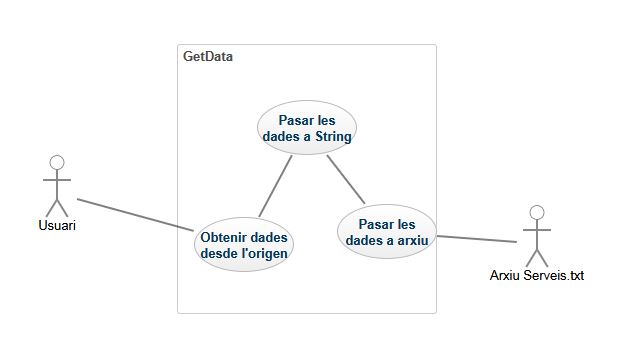 GetData
Pasar les
dades a String
Usuari
Obtenir dades
desde l'origen
Pasar les
dades a arxiu
Arxiu Serveis.txt